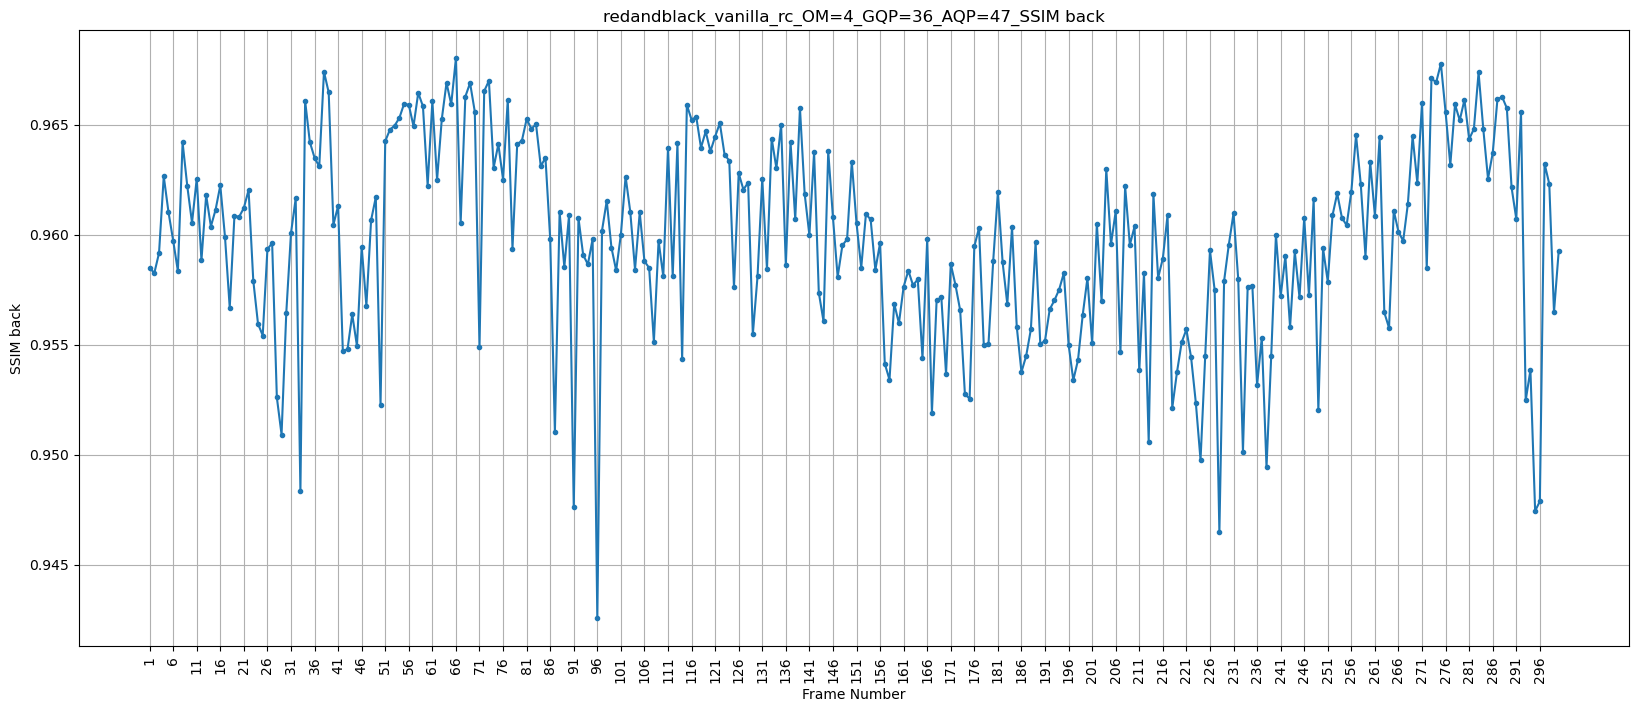 redandblack_vanilla_rc_OM=4_GQP=36_AQP=47_SSIM back
SSIM back
0.965
0.960
0.955
0.950
0.945
1 6 11 16 21 26 31 36 41 46 51 56 61 66 71 76 81 86 91 96 101 106 111 116 121 126 131 136 141 146 151 156 161 166 171 176 181 186 191 196 201 206 211 216 221 226 231 236 241 246 251 256 261 266 271 276 281 286 291 296
Frame Number